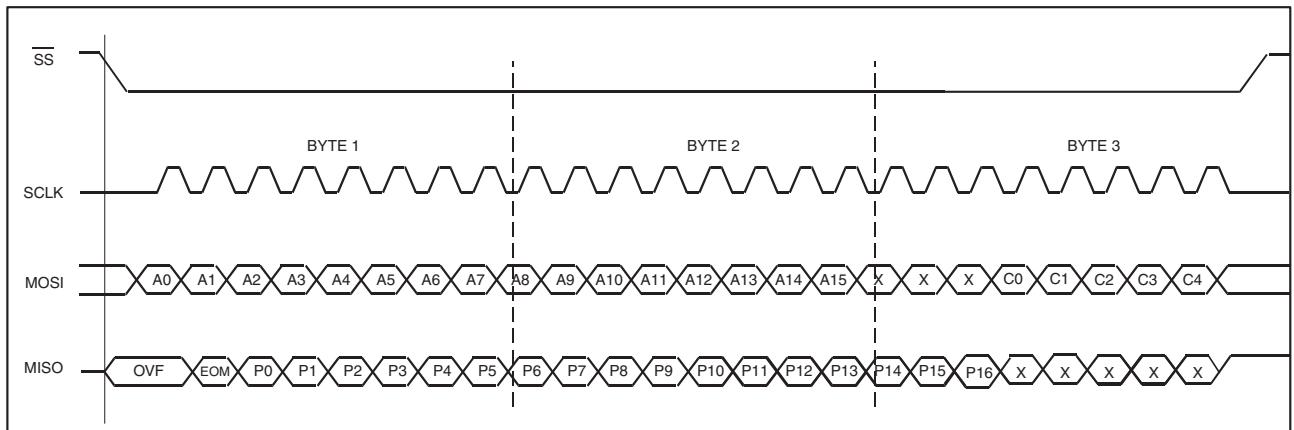 SS
BYTE 1 BYTE 2 BYTE 3
SCLK
MOSI A0 A1 A2 A3 A4 A5 A6 A7 A8 A9 A10 A11 A12 A13 A14 A15 X X X C0 C1 C2 C3 C4
MISO OVF EOM P0 P1 P2 P3 P4 P5 P6 P7 P8 P9 P10 P11 P12 P13 P14 P15 P16 X X X X X